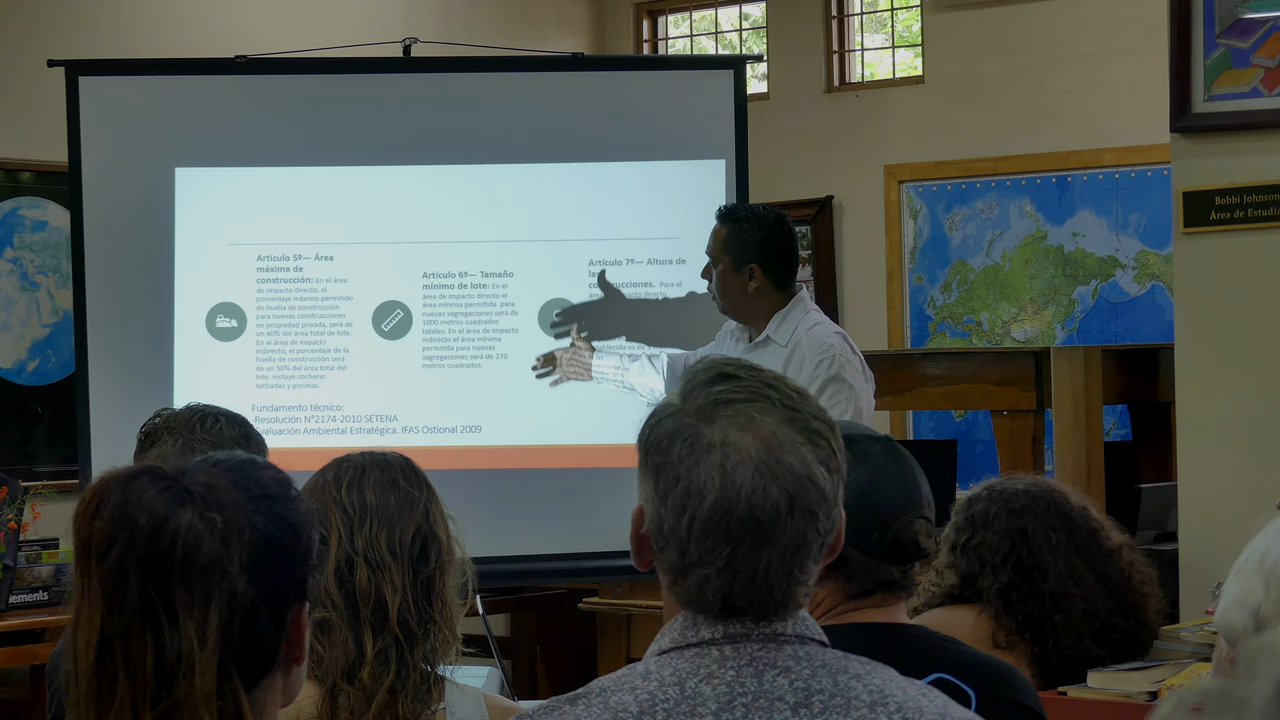 Artículo 5º— Área
máxima de
construcción: En el área
de impacto directo, el
porcentaje máximo permitido
de huella de construcción
para nuevas construcciones
en propiedad privada, será de
un 40% del área total de lote.
En el área de impacto
indirecto, el porcentaje de la
huella de construcción será
de un 50% del área total del
lote, incluye cocheras
techadas y piscinas.
Artículo 6º— Tamaño
mínimo de lote: En el
área de impacto directo el
área mínima permitida para
nuevas segregaciones será de
1000 metros cuadrados
totales. En el área de impacto
indirecto el área mínima
permitida para nuevas
segregaciones será de 270
metros cuadrados.
Artículo 7º— Altura de
construcciones. Para el
impacto directo
Fundamento técnico:
-Resolución N°2174-2010 SETENA
Evaluación Ambiental Estratégica. IFAS Ostional 2009
Bobbi Johnson
Área de Estudi